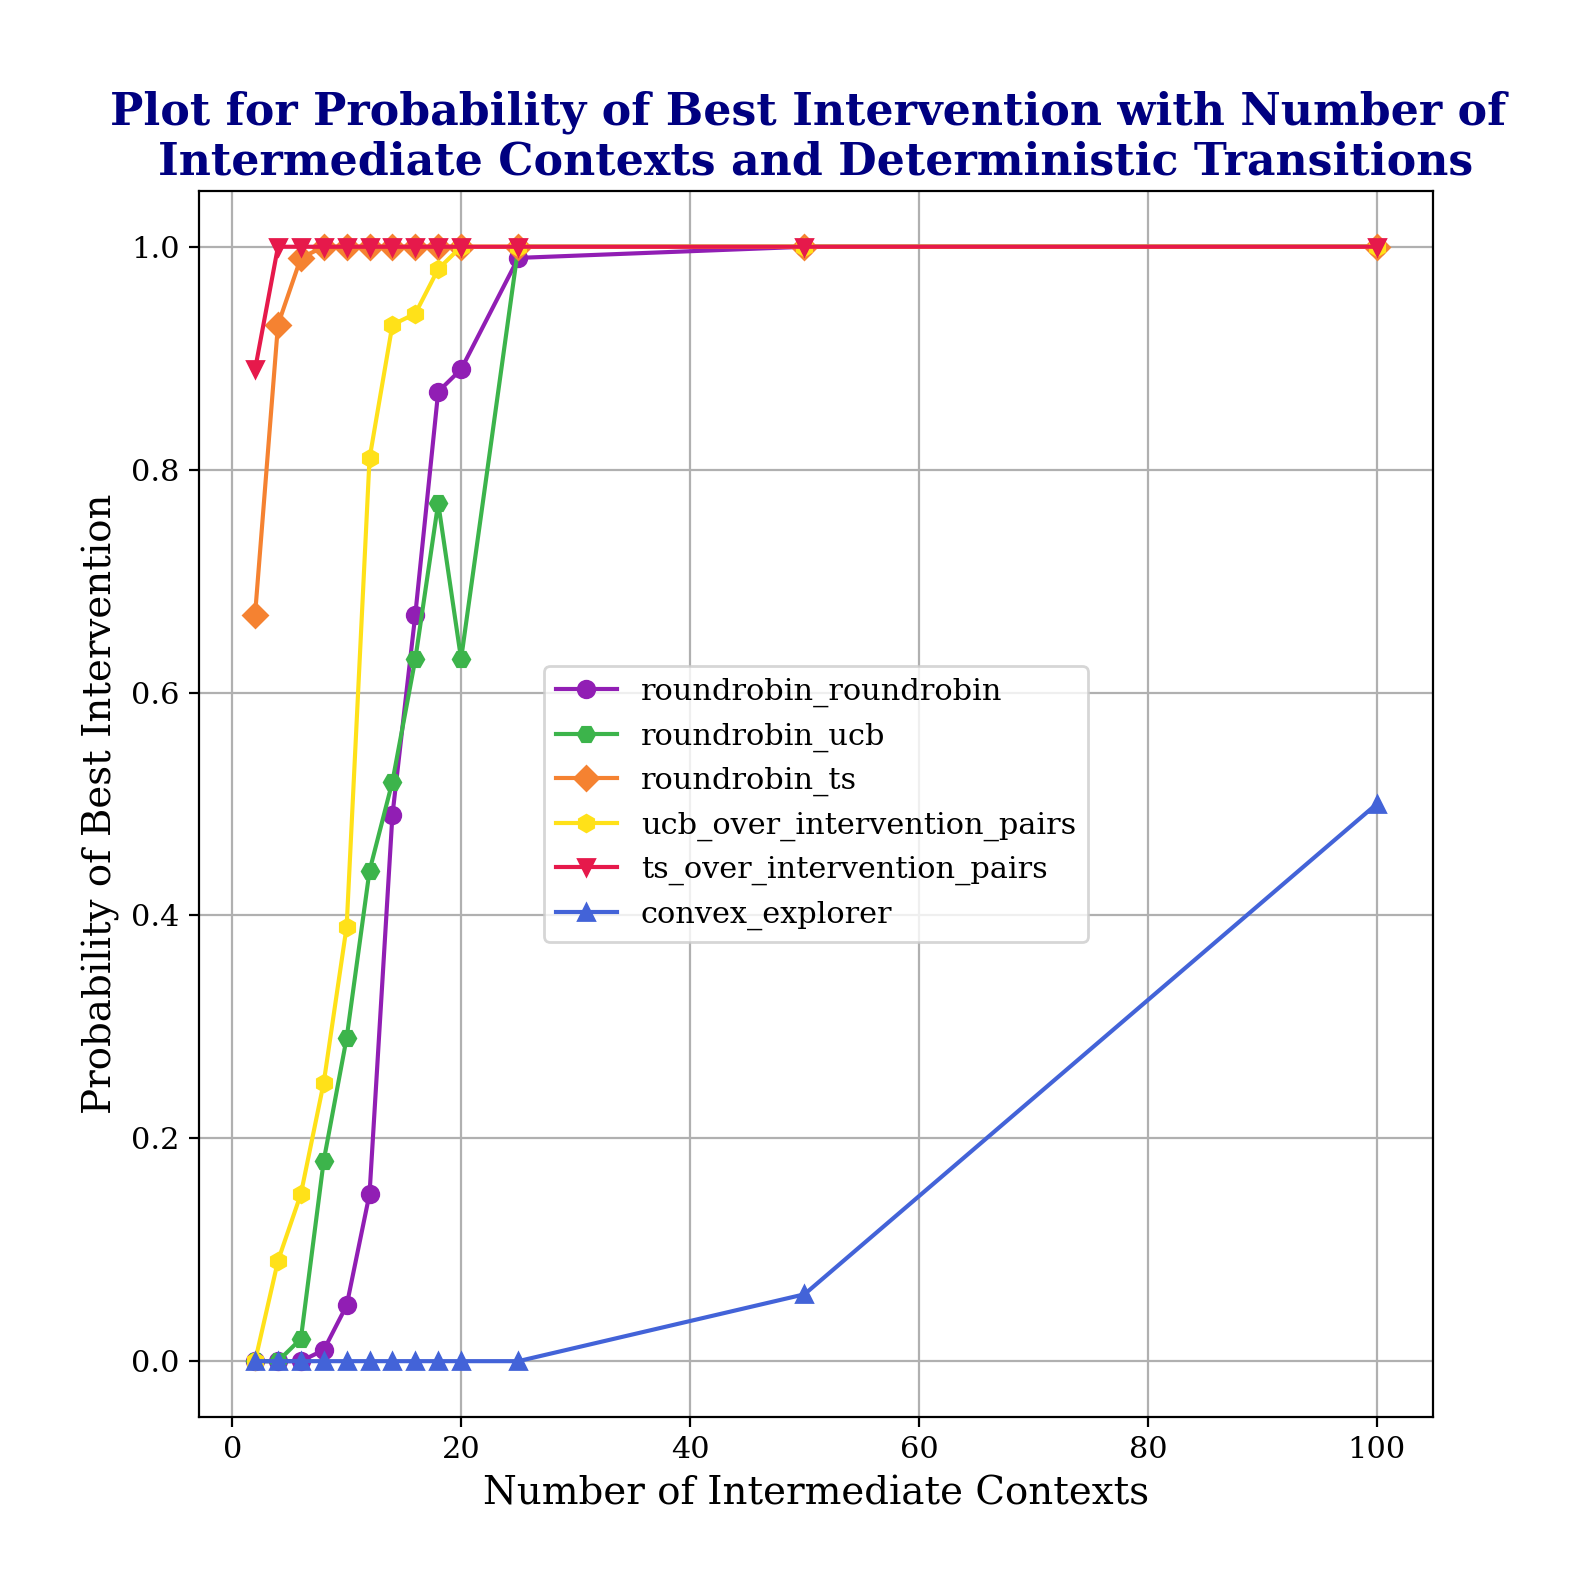 Plot for Probability of Best Intervention with Number of
Intermediate Contexts and Deterministic Transitions
1.0
0.8
0.6
0.4
0.2
0.0
Probability of Best Intervention
roundrobin_roundrobin
roundrobin_ucb
roundrobin_ts
ucb_over_intervention_pairs
ts_over_intervention_pairs
convex_explorer
0 20 40 60 80 100
Number of Intermediate Contexts